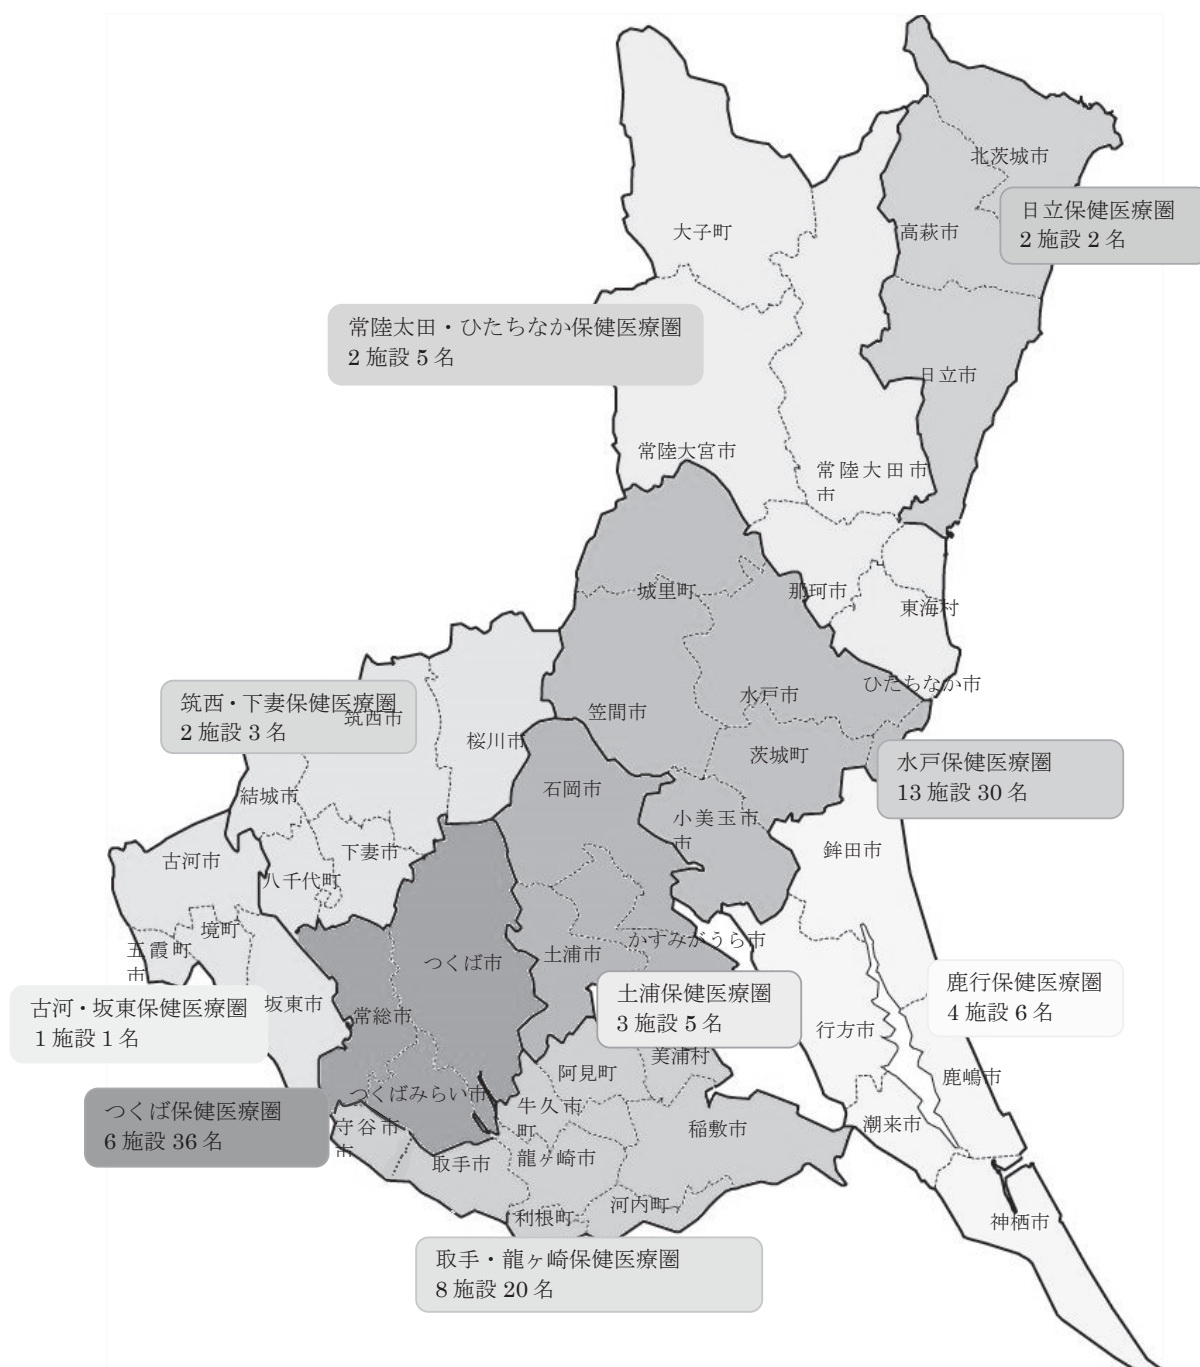 北茨城市
日立保健医療圏
2 施設 2 名
大子町
高萩市
常陸太田・ひたちなか保健医療圏
2 施設 5 名
日立市
常陸大宮市
常陸大田市
市
城里町
那珂市
東海村
ひたちなか市
筑西・下妻保健医療圏
2 施設 3 名
筑西市
桜川市
笠間市
水戸市
茨城町
水戸保健医療圏
13 施設 30 名
石岡市
結城市
小美玉市
市
鉾田市
古河市
下妻市
八千代町
境町
五霞町
市
かすみがうら市
土浦市
つくば市
坂東市
常総市
古河・坂東保健医療圏
1 施設 1 名
土浦保健医療圏
3 施設 5 名
鹿行保健医療圏
4 施設 6 名
行方市
美浦村
阿見町
鹿嶋市
つくばみらい市
牛久市
町
つくば保健医療圏
6 施設 36 名
守谷市
市
稲敷市
潮来市
取手市
龍ヶ崎市
利根町
河内町
神栖市
取手・龍ヶ崎保健医療圏
8 施設 20 名